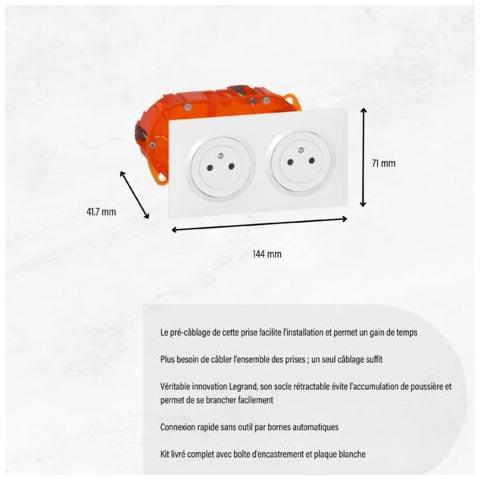 71 mm
41.7 mm
144 mm
Le pré-câblage de cette prise facilite l'installation et permet un gain de temps
Plus besoin de câbler l'ensemble des prises ; un seul câblage suffit
Véritable innovation Legrand, son socle rétractable évite l'accumulation de poussière et
permet de se brancher facilement
Connexion rapide sans outil par bornes automatiques
Kit livré complet avec boîte d'encastrement et plaque blanche